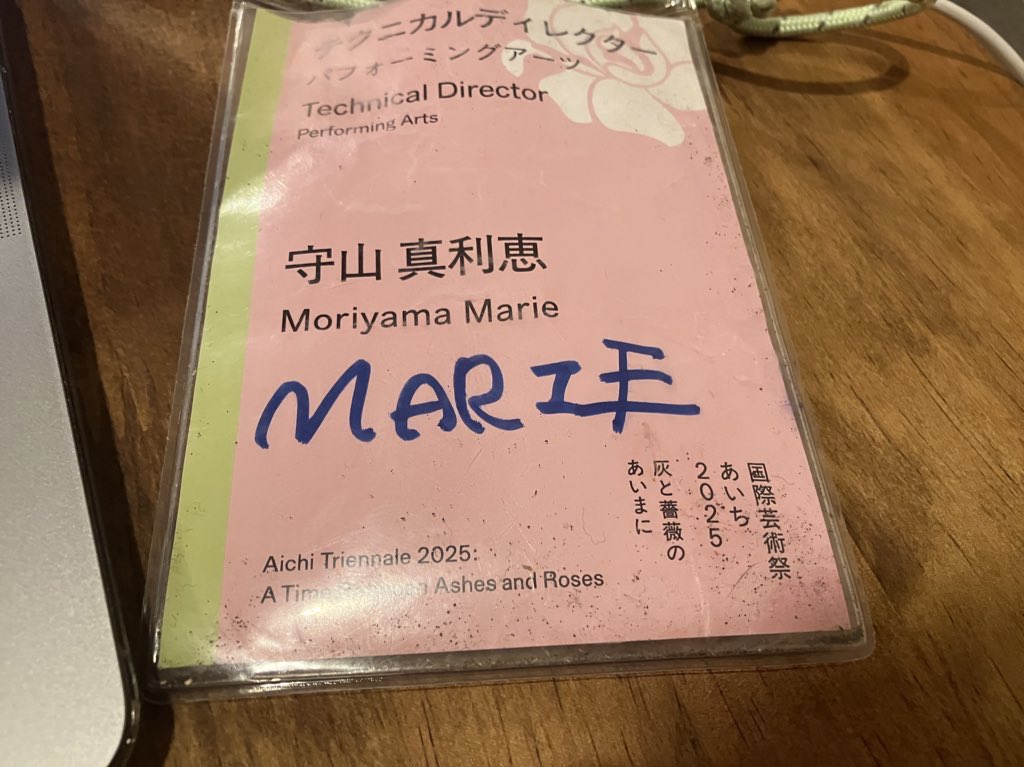 テクニカルディレクター
パフォーミングアーツ
Technical Director
Performing Arts
守山 真利恵
Moriyama Marie
MARIE
国際芸術祭
あいち
2025
灰と薔薇の
あいまに
Aichi Triennale 2025:
A Time Ashes and Roses